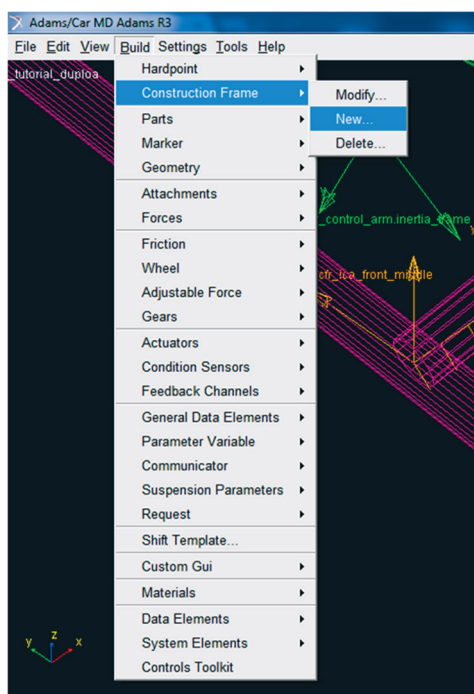 Adams/Car MD Adams R3
File Edit View Build Settings Tools Help
_tutorial_duploa
Hardpoint
Construction Frame
Modify...
Parts
New...
Marker
Delete...
Geometry
Attachments
Forces
_control_arm.inertia_frame
Friction
Wheel
Adjustable Force
Gears
Actuators
Condition Sensors
Feedback Channels
General Data Elements
Parameter Variable
Communicator
Suspension Parameters
Request
Shift Template...
Custom Gui
Materials
Data Elements
System Elements
Controls Toolkit
y z x